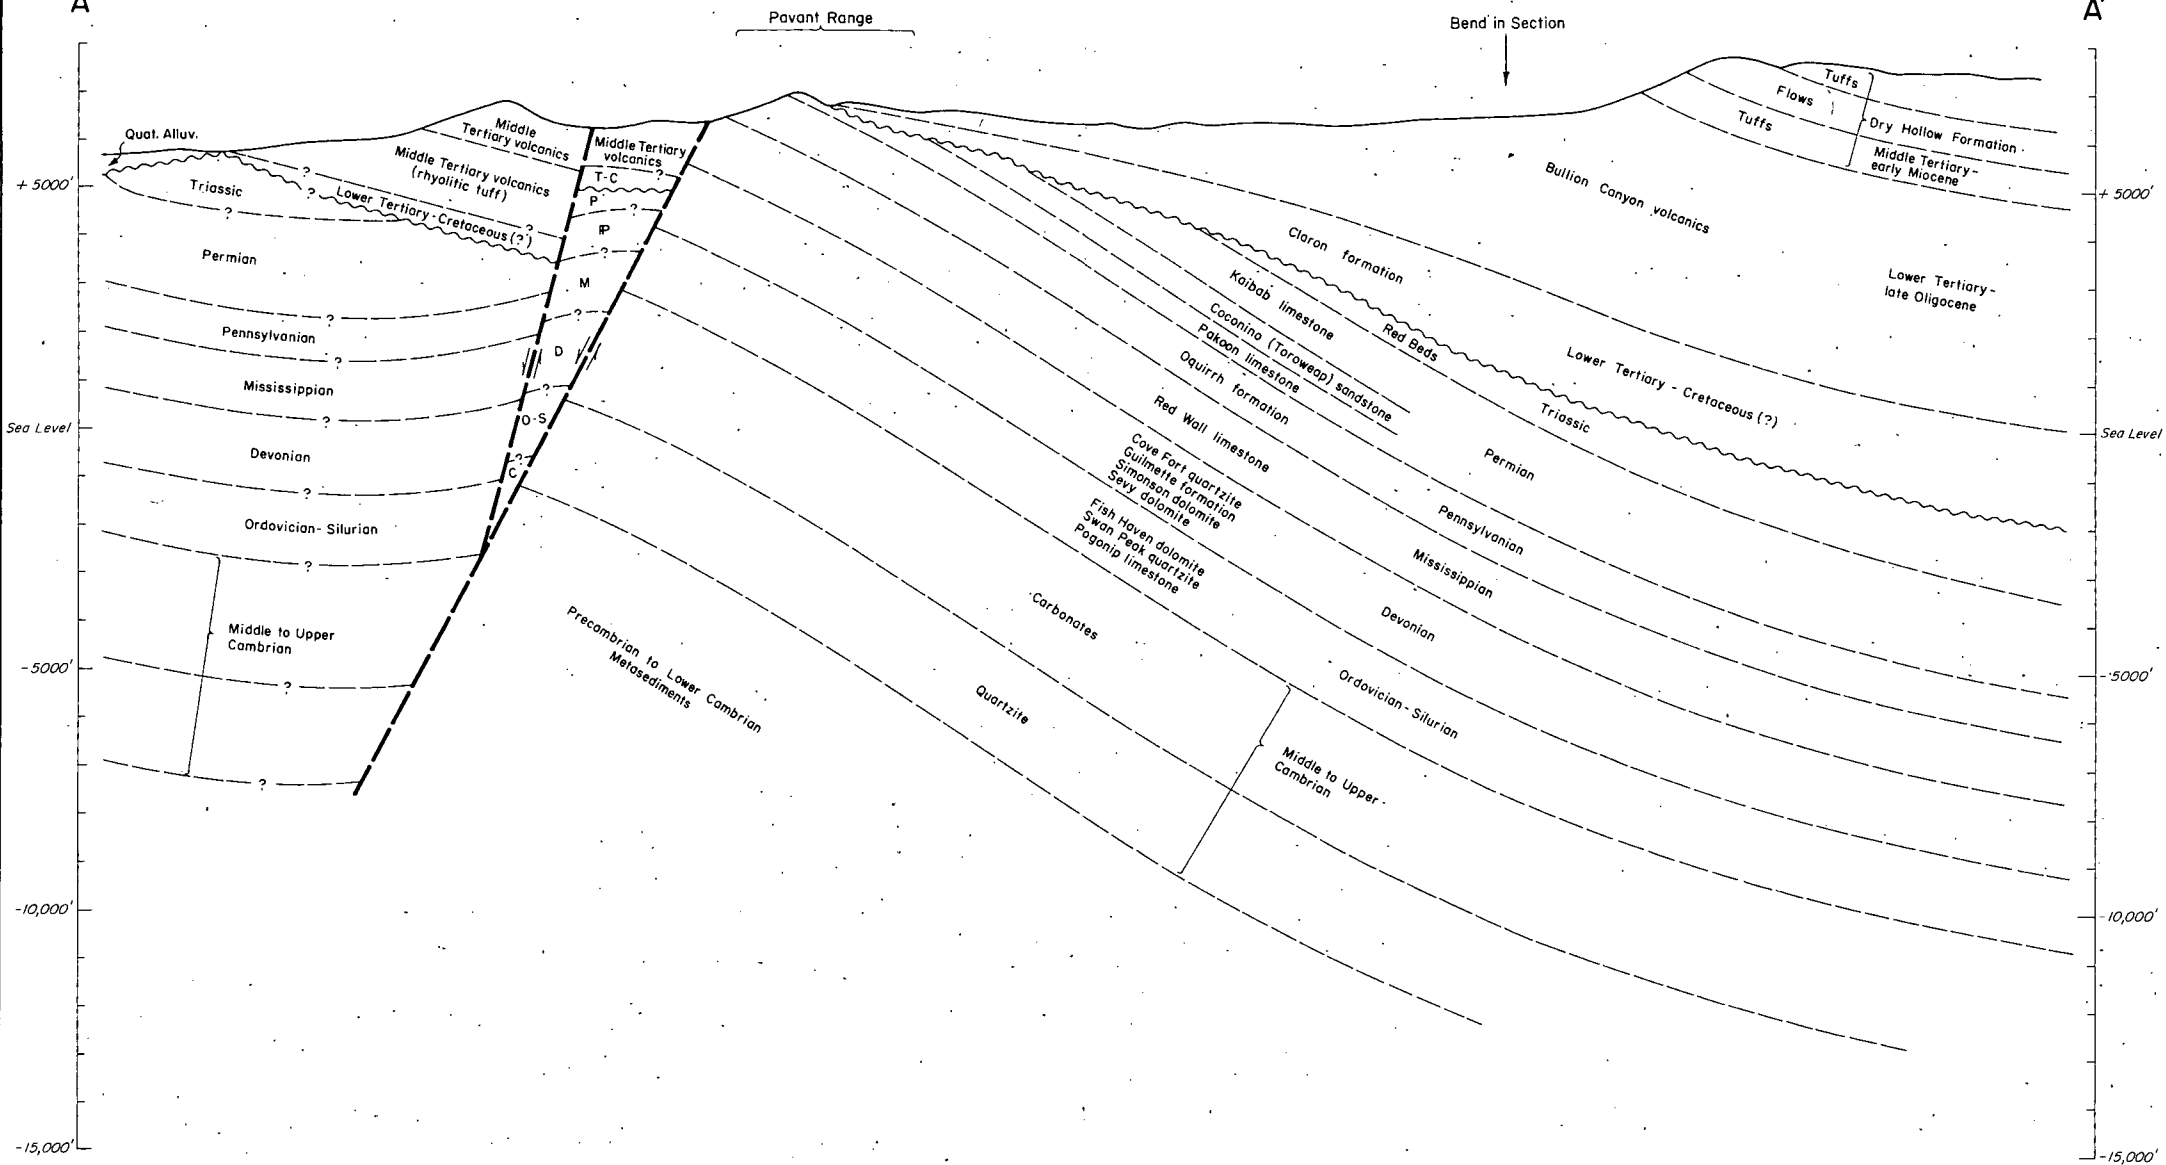 A
A'
Pavant Range
Bend in Section
Quat. Alluv.
Middle
Tertiary volcanics
Middle Tertiary
volcanics
Middle Tertiary volcanics
(rhyolitic tuff)
Lower Tertiary-Cretaceous (?)
Triassic
Permian
Pennsylvanian
Mississippian
Devonian
Ordovician-Silurian
Middle to Upper
Cambrian
?
?
?
?
?
?
?
?
?
?
?
?
T-C
?
P
?
IP
?
M
?
D
?
O-S
?
C
+5000'
Sea Level
-5000'
-10,000'
-15,000'
Precambrian to Lower Cambrian
Metasediments
Quartzite
Carbonates
Fish Haven dolomite
Swan Peak quartzite
Pogonip limestone
Cove Fort quartzite
Guilmette formation
Simonson dolomite
Sevy dolomite
Red Wall limestone
Oquirrh formation
Pakoon limestone
Coconino (Toroweap) sandstone
Kaibab limestone
Red Beds
Claron formation
Bullion Canyon volcanics
Tuffs
Flows
Tuffs
Dry Hollow Formation
Middle Tertiary-
early Miocene
Lower Tertiary-
late Oligocene
Lower Tertiary - Cretaceous (?)
Triassic
Permian
Pennsylvanian
Mississippian
Devonian
Ordovician-Silurian
Middle to Upper
Cambrian
+5000'
Sea Level
-5000'
-10,000'
-15,000'